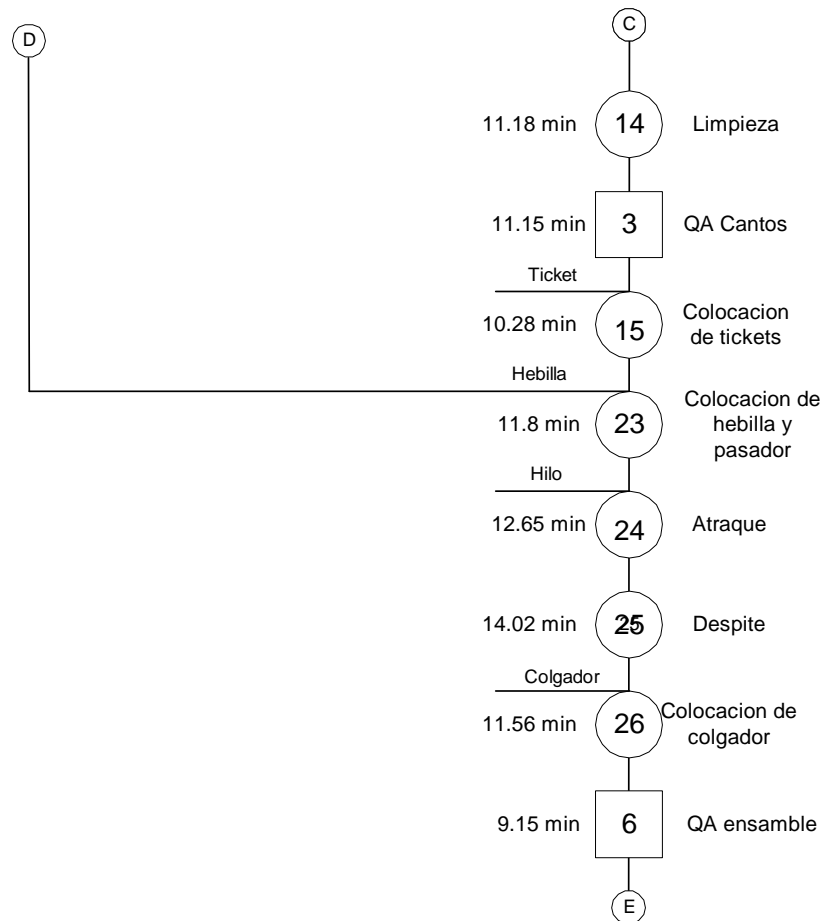 D
C
11.18 min
14
Limpieza
11.15 min
3
QA Cantos
Ticket
10.28 min
15
Colocacion
de tickets
Hebilla
11.8 min
23
Colocacion de
hebilla y
pasador
Hilo
12.65 min
24
Atraque
14.02 min
25
Despite
Colgador
11.56 min
26
Colocacion de
colgador
9.15 min
6
QA ensamble
E